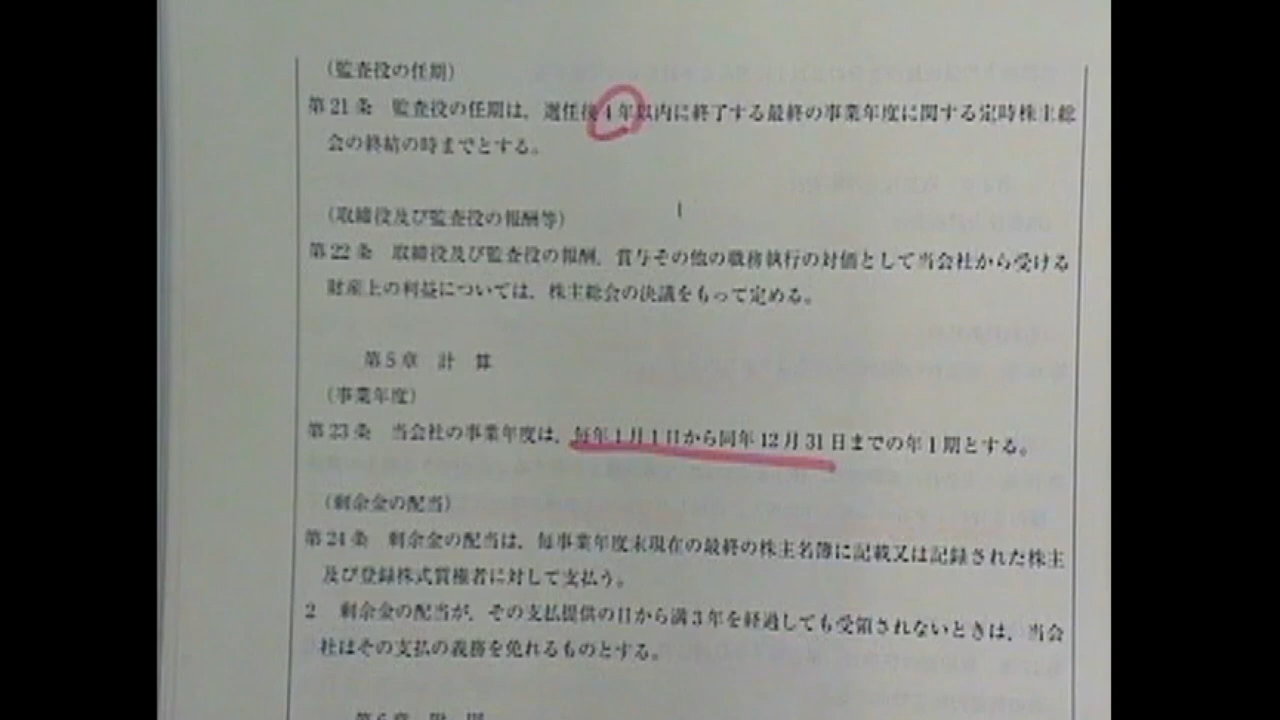 （監査役の任期）
第21条　監査役の任期は、選任後4年以内に終了する最終の事業年度に関する定時株主総
会の終結の時までとする。
（取締役及び監査役の報酬等）
第22条　取締役及び監査役の報酬、賞与その他の職務執行の対価として当会社から受ける
財産上の利益については、株主総会の決議をもって定める。
第5章　計　算
（事業年度）
第23条　当会社の事業年度は、毎年1月1日から同年12月31日までの年1期とする。
（剰余金の配当）
第24条　剰余金の配当は、毎事業年度末現在の最終の株主名簿に記載又は記録された株主
及び登録株式質権者に対して支払う。
2　剰余金の配当が、その支払提供の日から満3年を経過しても受領されないときは、当会
社はその支払の義務を免れるものとする。
第6章　附　則